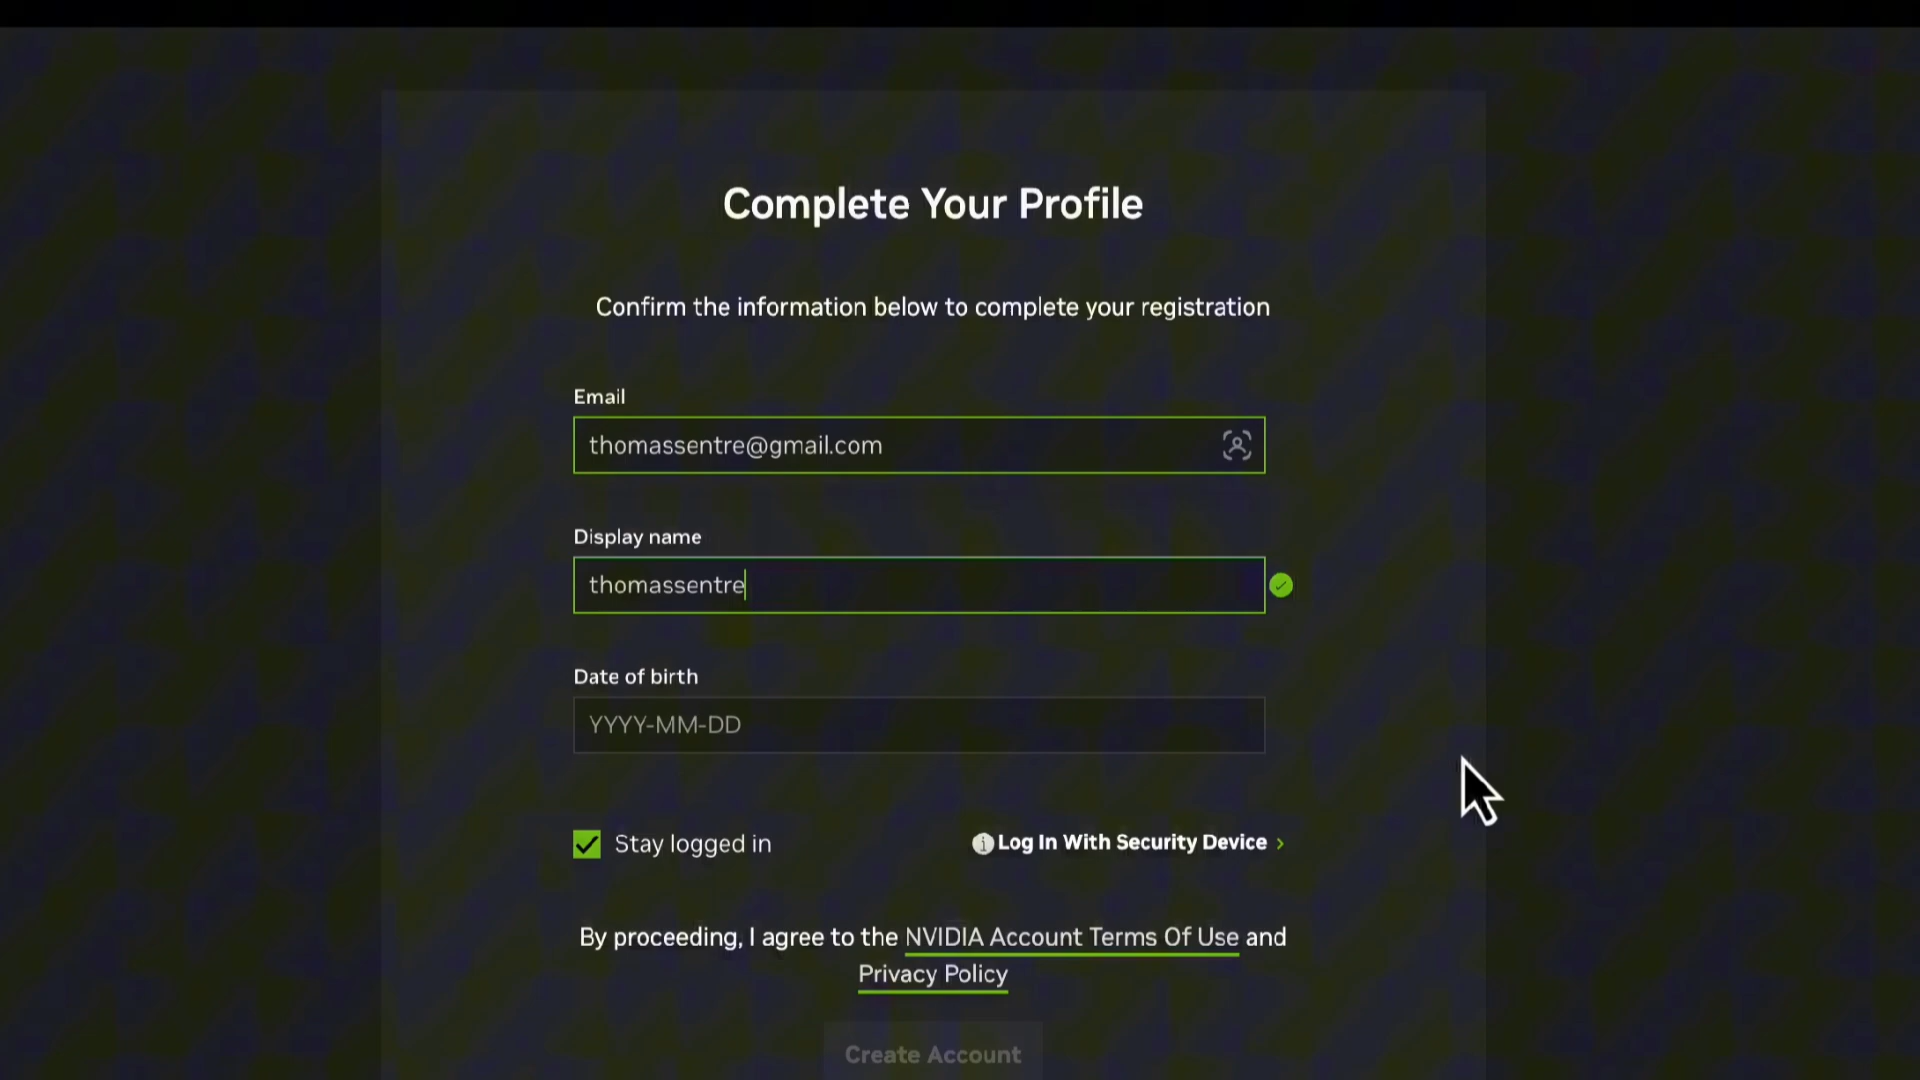 Complete Your Profile
Confirm the information below to complete your registration
Email
thomassentre@gmail.com
Display name
thomassentre
Date of birth
YYYY-MM-DD
Stay logged in
Log In With Security Device
By proceeding, I agree to the NVIDIA Account Terms Of Use and
Privacy Policy
Create Account